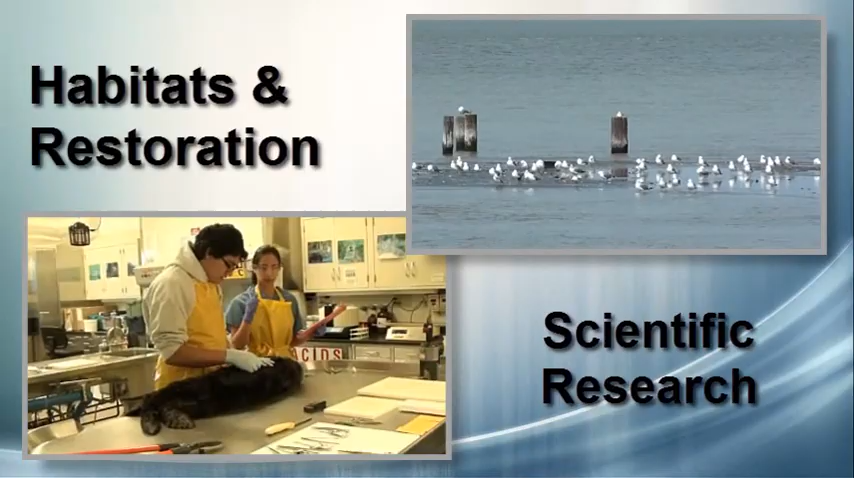 Habitats &
Restoration
ACIDS
Scientific
Research